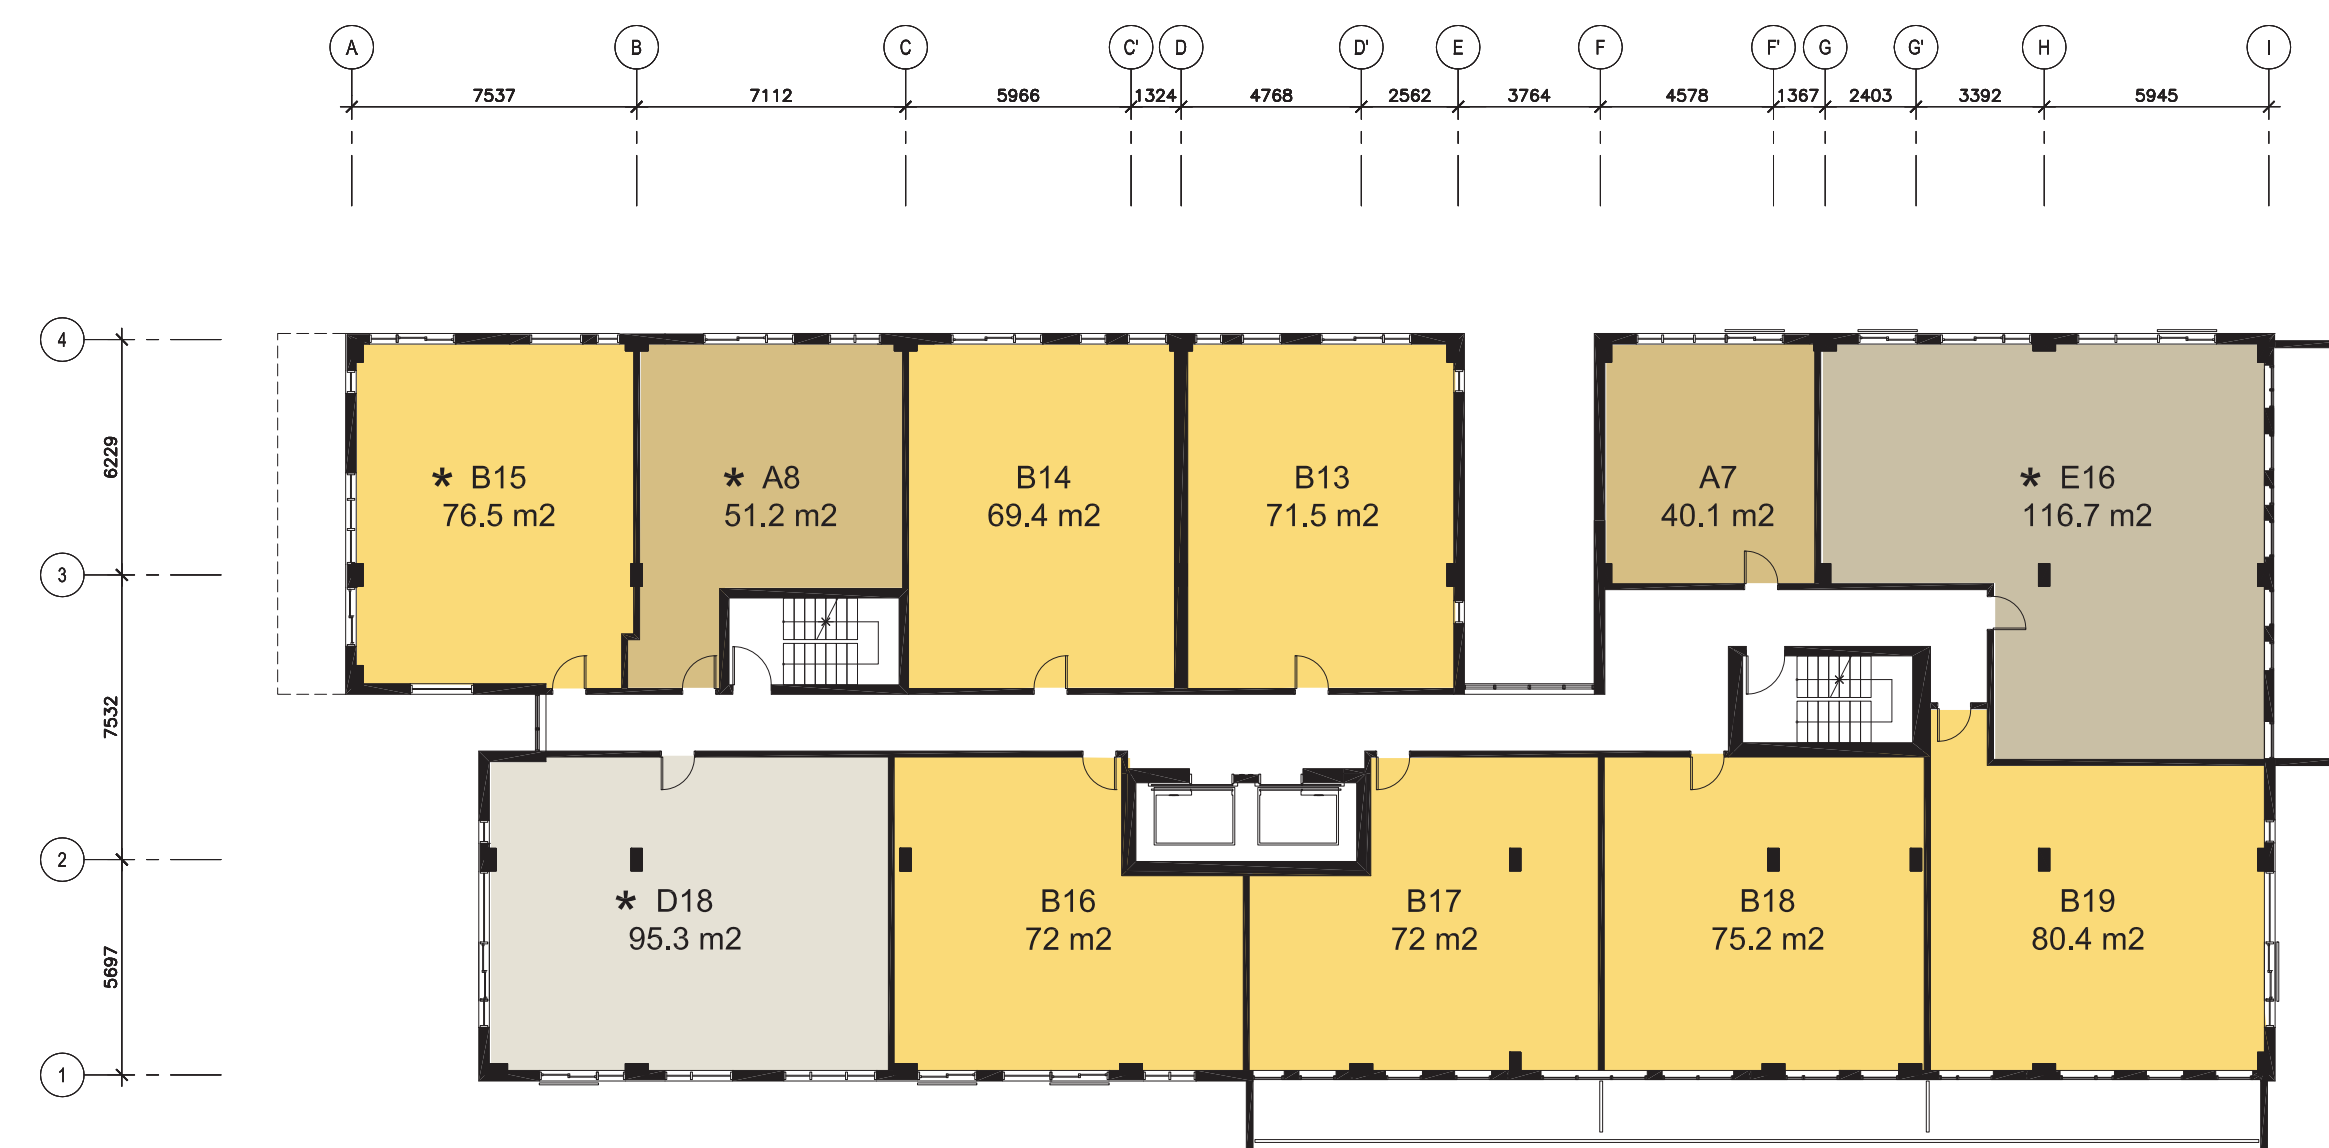 A B C C' D D' E F F' G G' H I
7537 7112 5966 1324 4768 2562 3764 4578 1367 2403 3392 5945
4
6229
* B15
76.5 m2
* A8
51.2 m2
B14
69.4 m2
B13
71.5 m2
A7
40.1 m2
* E16
116.7 m2
3
7532
2
* D18
95.3 m2
B16
72 m2
B17
72 m2
B18
75.2 m2
B19
80.4 m2
5697
1